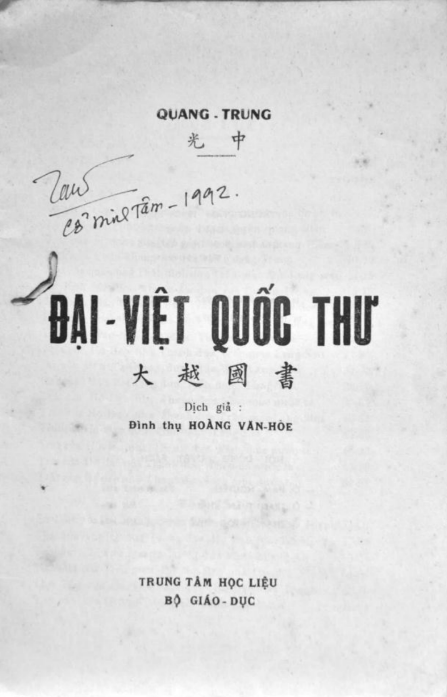 QUANG - TRUNG
光 中
Cổ Minh Tâm - 1992.
ĐẠI - VIỆT QUỐC THƯ
大 越 國 書
Dịch giả :
Đình thụ HOÀNG VĂN-HÒE
TRUNG TÂM HỌC LIỆU
BỘ GIÁO - DỤC